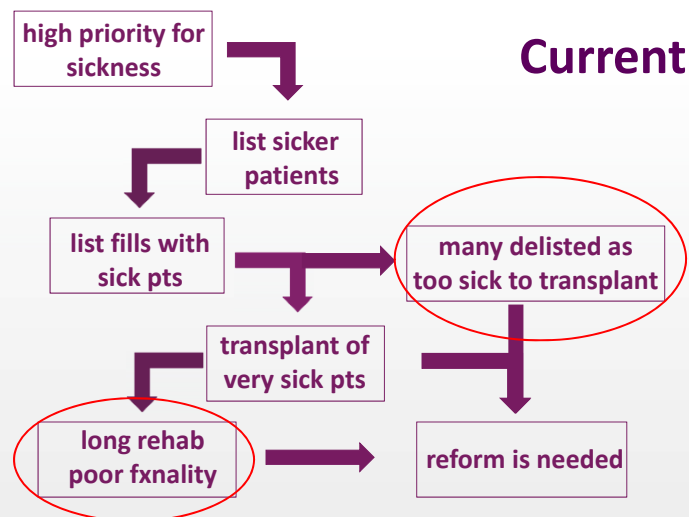 Current
high priority for
sickness
list sicker
patients
list fills with
sick pts
many delisted as
too sick to transplant
transplant of
very sick pts
long rehab
poor fxnality
reform is needed